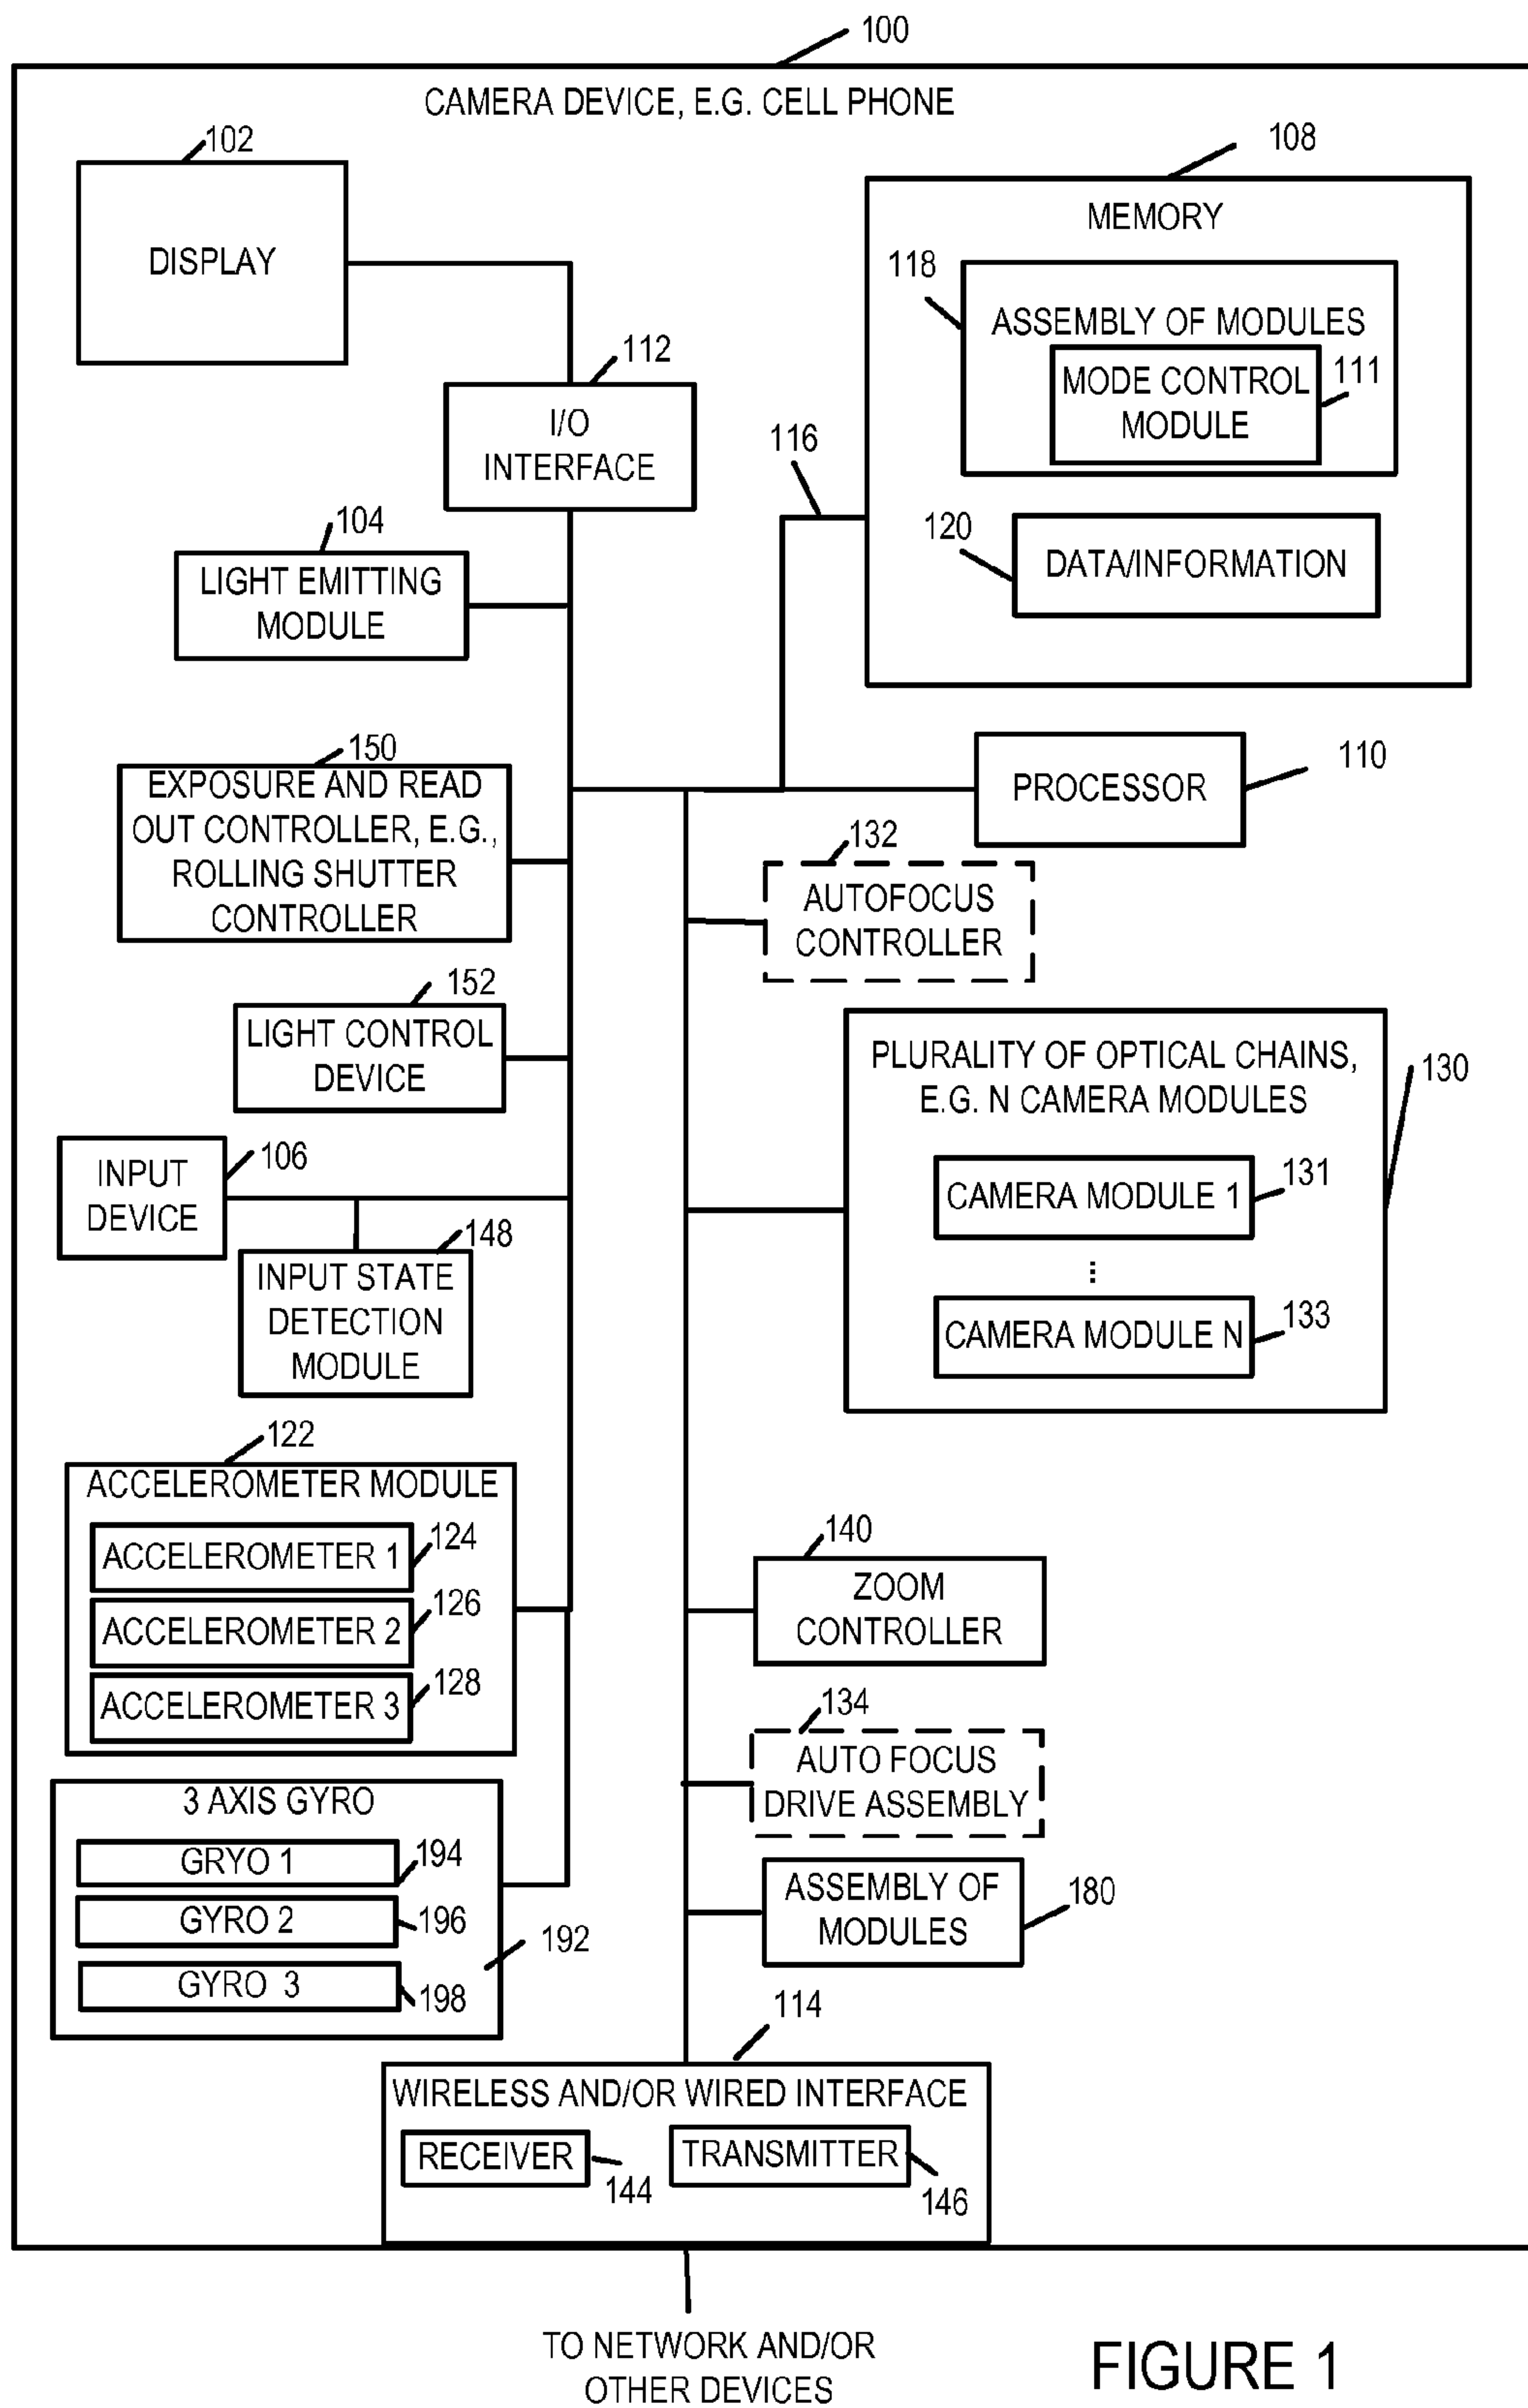 100
CAMERA DEVICE, E.G. CELL PHONE
102
DISPLAY
108
MEMORY
118
ASSEMBLY OF MODULES
MODE CONTROL
MODULE
111
120
DATA/INFORMATION
112
I/O
INTERFACE
116
104
LIGHT EMITTING
MODULE
150
EXPOSURE AND READ
OUT CONTROLLER, E.G.,
ROLLING SHUTTER
CONTROLLER
PROCESSOR
110
132
AUTOFOCUS
CONTROLLER
152
LIGHT CONTROL
DEVICE
PLURALITY OF OPTICAL CHAINS,
E.G. N CAMERA MODULES
130
CAMERA MODULE 1
131
...
CAMERA MODULE N
133
INPUT
DEVICE
106
148
INPUT STATE
DETECTION
MODULE
122
ACCELEROMETER MODULE
ACCELEROMETER 1
124
ACCELEROMETER 2
126
ACCELEROMETER 3
128
140
ZOOM
CONTROLLER
134
AUTO FOCUS
DRIVE ASSEMBLY
3 AXIS GYRO
GRYO 1
194
GYRO 2
196
GYRO 3
198
192
ASSEMBLY OF
MODULES
180
114
WIRELESS AND/OR WIRED INTERFACE
RECEIVER
144
TRANSMITTER
146
TO NETWORK AND/OR
OTHER DEVICES
FIGURE 1